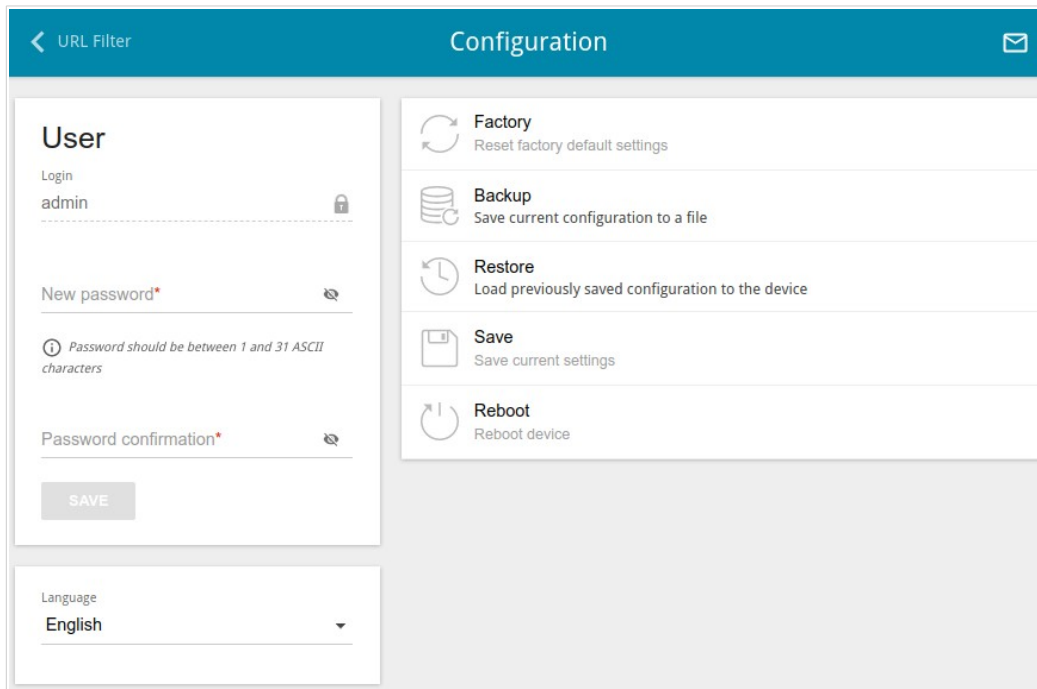 URL Filter
Configuration
User
Login
admin
New password*
Password should be between 1 and 31 ASCII
characters
Password confirmation*
SAVE
Language
English
Factory
Reset factory default settings
Backup
Save current configuration to a file
Restore
Load previously saved configuration to the device
Save
Save current settings
Reboot
Reboot device